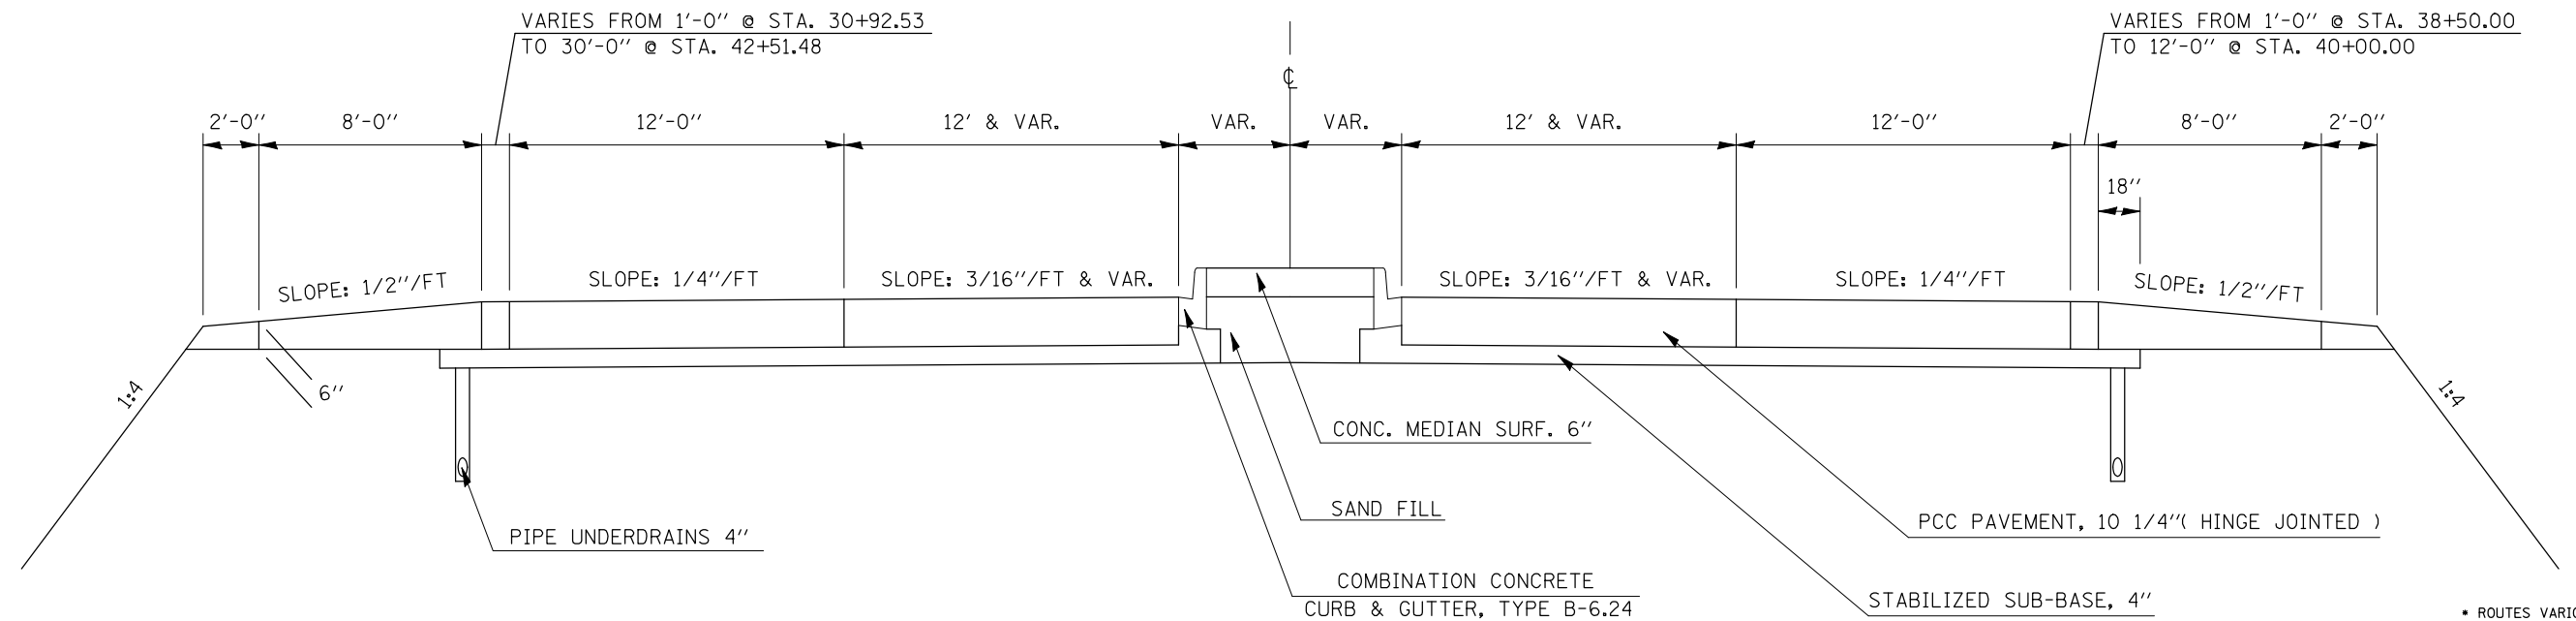 VARIES FROM 1'-0" @ STA. 30+92.53
TO 30'-0" @ STA. 42+51.48
VARIES FROM 1'-0" @ STA. 38+50.00
TO 12'-0" @ STA. 40+00.00
℄
2'-0"
8'-0"
12'-0"
12' & VAR.
VAR.
VAR.
12' & VAR.
12'-0"
8'-0"
2'-0"
18"
SLOPE: 1/2"/FT
SLOPE: 1/4"/FT
SLOPE: 3/16"/FT & VAR.
SLOPE: 3/16"/FT & VAR.
SLOPE: 1/4"/FT
SLOPE: 1/2"/FT
1:4
6"
1:4
CONC. MEDIAN SURF. 6"
SAND FILL
PIPE UNDERDRAINS 4"
PCC PAVEMENT, 10 1/4"( HINGE JOINTED )
COMBINATION CONCRETE
CURB & GUTTER, TYPE B-6.24
STABILIZED SUB-BASE, 4"
* ROUTES